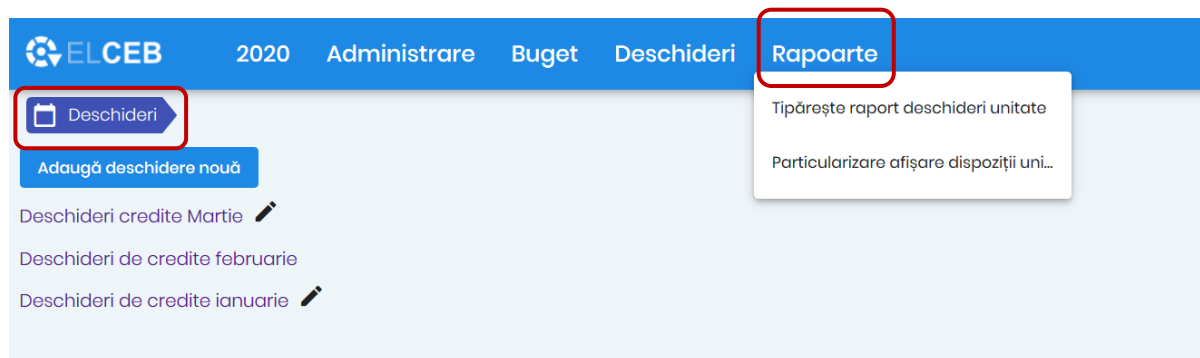 ELCEB 2020 Administrare Buget Deschideri Rapoarte
Deschideri
Tipărește raport deschideri unitate
Particularizare afișare dispoziții uni...
Adaugă deschidere nouă
Deschideri credite Martie
Deschideri de credite februarie
Deschideri de credite ianuarie